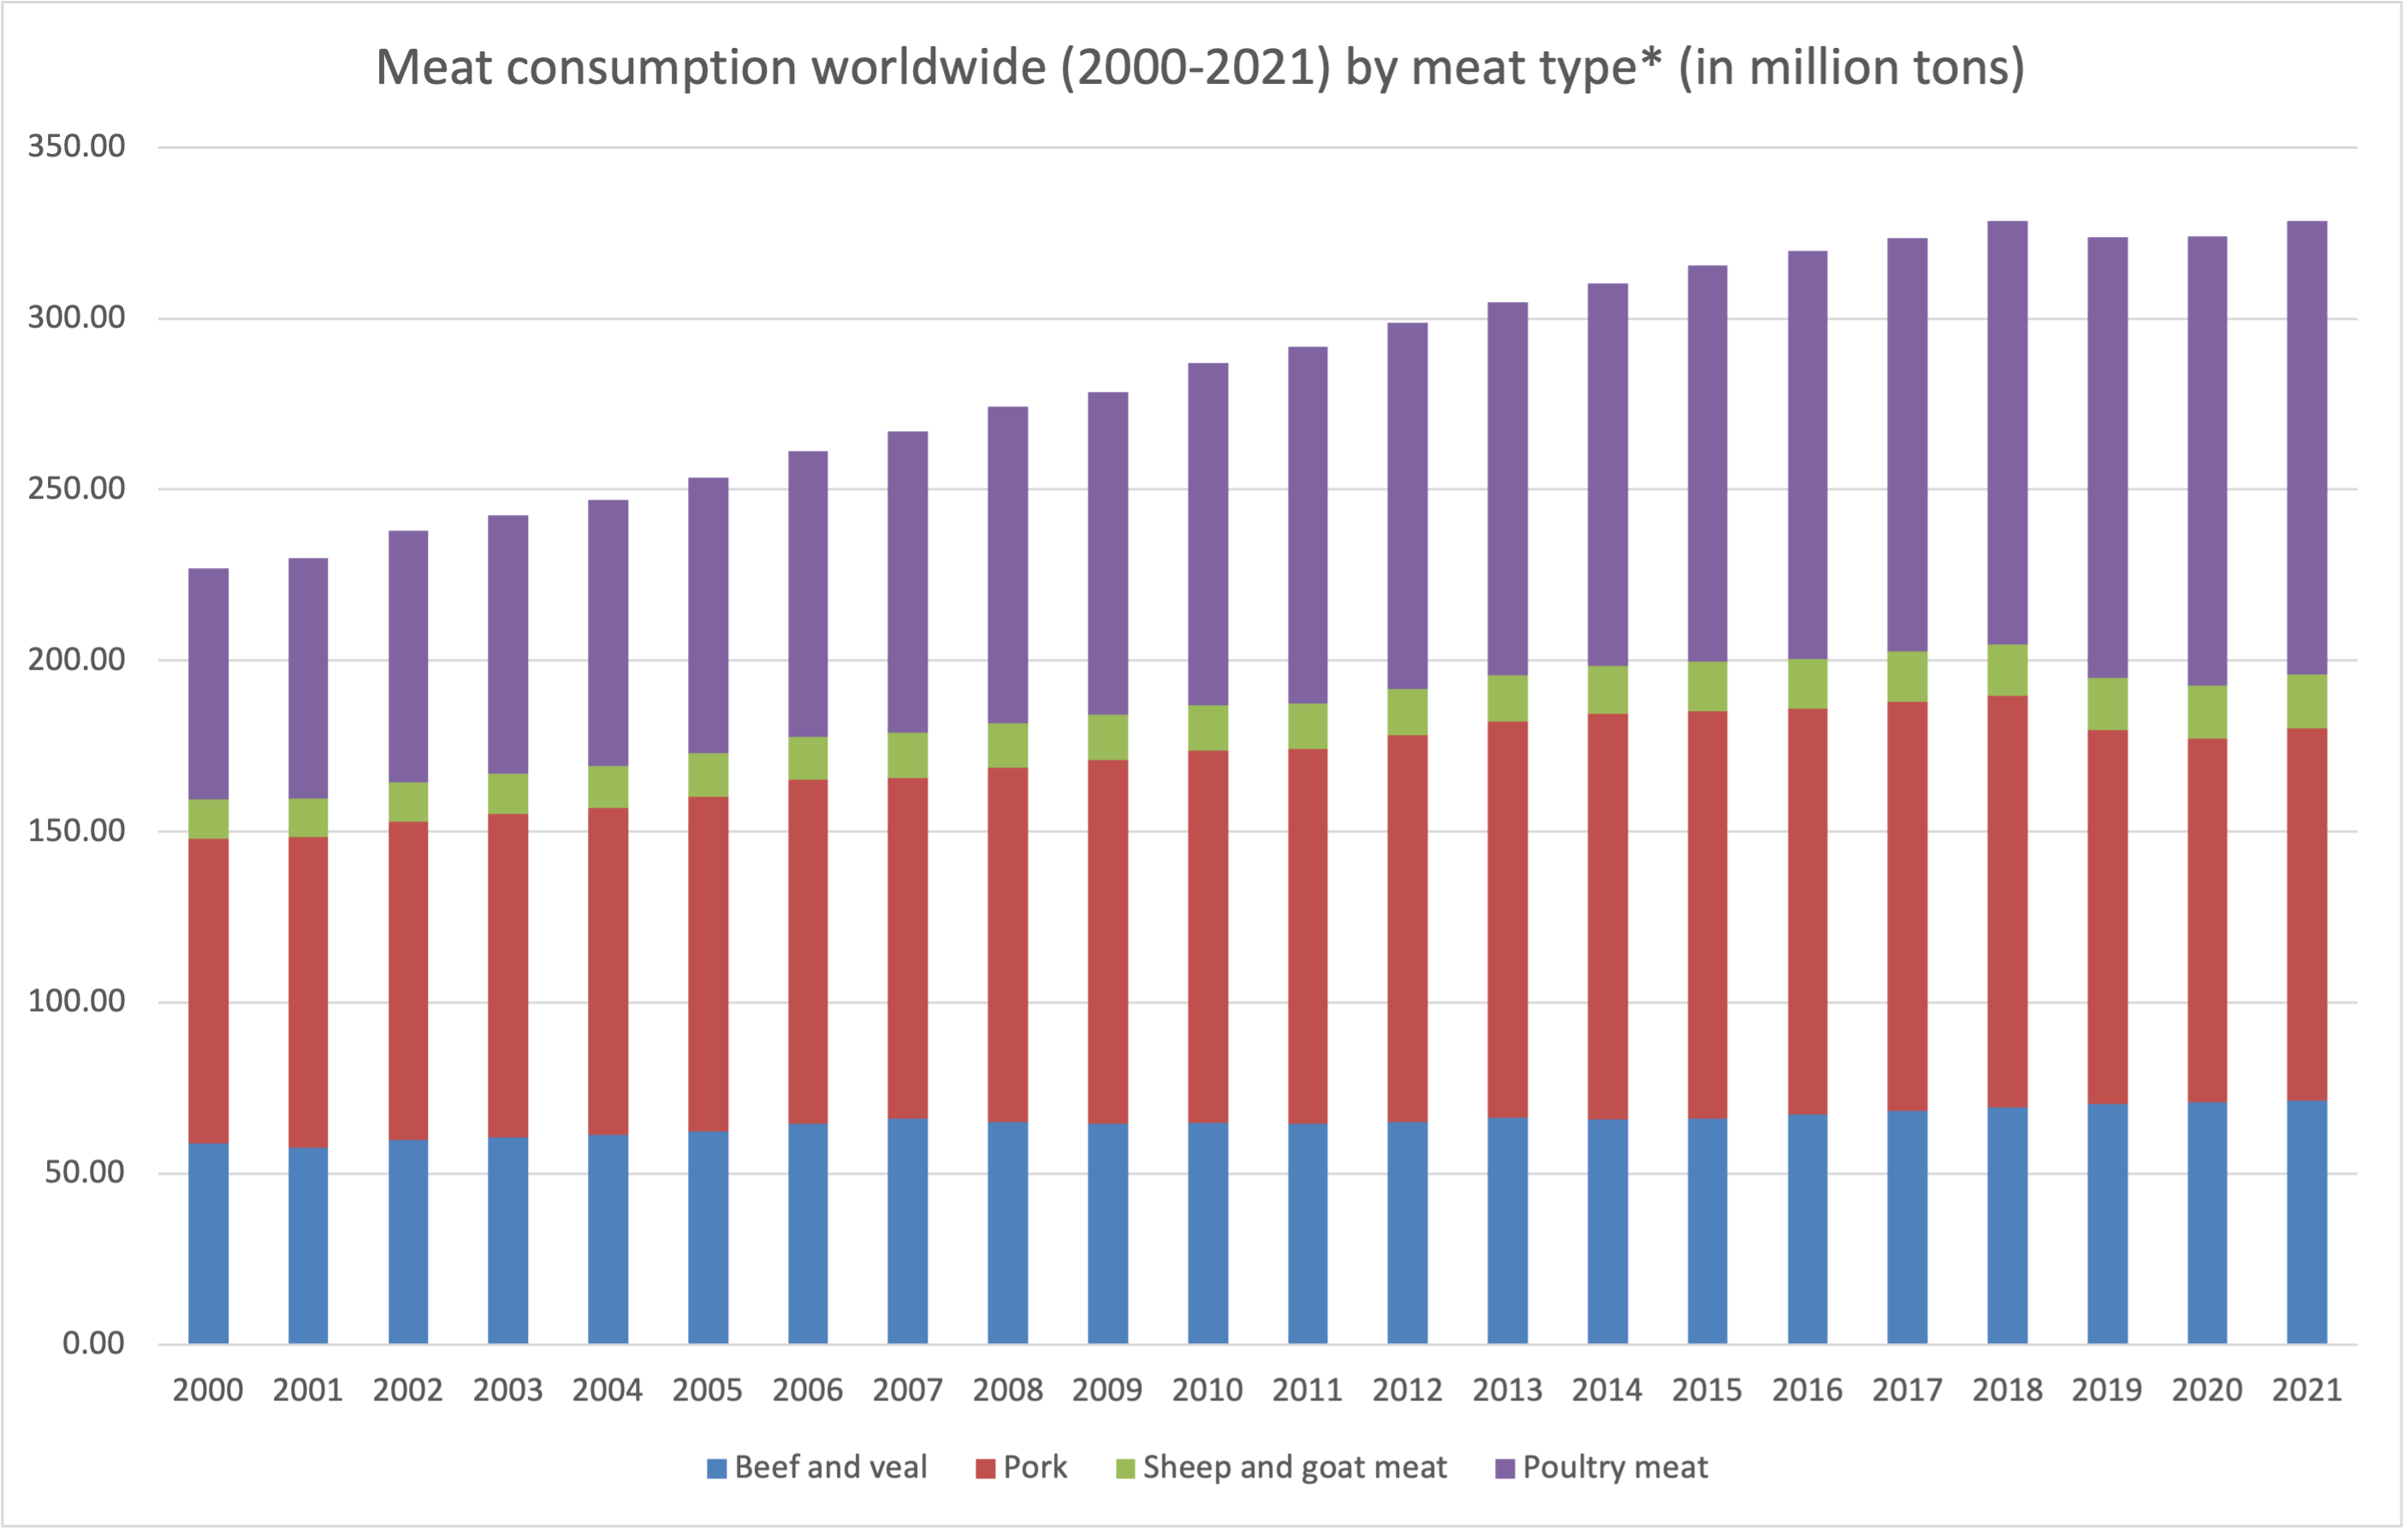 Meat consumption worldwide (2000-2021) by meat type* (in million tons)
350.00
300.00
250.00
200.00
150.00
100.00
50.00
0.00
2000 2001 2002 2003 2004 2005 2006 2007 2008 2009 2010 2011 2012 2013 2014 2015 2016 2017 2018 2019 2020 2021
Beef and veal Pork Sheep and goat meat Poultry meat